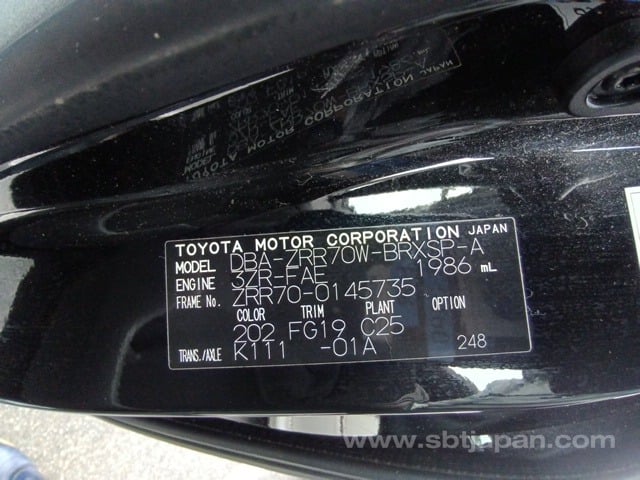 TOYOTA MOTOR CORPORATION JAPAN
MODEL DBA-ZRR70W-BRXSP-A
ENGINE 3ZR-FAE 1986 mL
FRAME No. ZRR70-0145735
COLOR TRIM PLANT OPTION
202 FG19 C25
TRANS./AXLE K111 -01A 248
www.sbtjapan.com